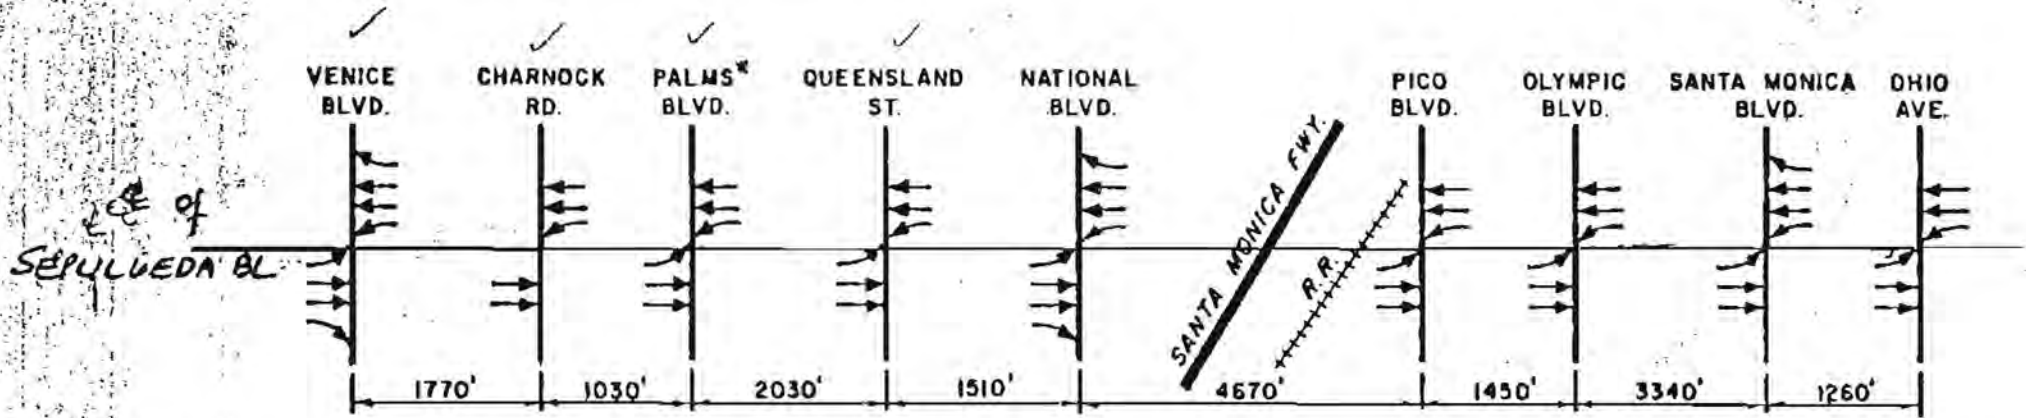 VENICE
BLVD.
CHARNOCK
RD.
PALMS*
BLVD.
QUEENSLAND
ST.
NATIONAL
BLVD.
PICO
BLVD.
OLYMPIC
BLVD.
SANTA MONICA
BLVD.
OHIO
AVE.
SANTA MONICA FWY.
R.R.
of
SEPULVEDA BL
1770'
1030'
2030'
1510'
4670'
1450'
3340'
1260'